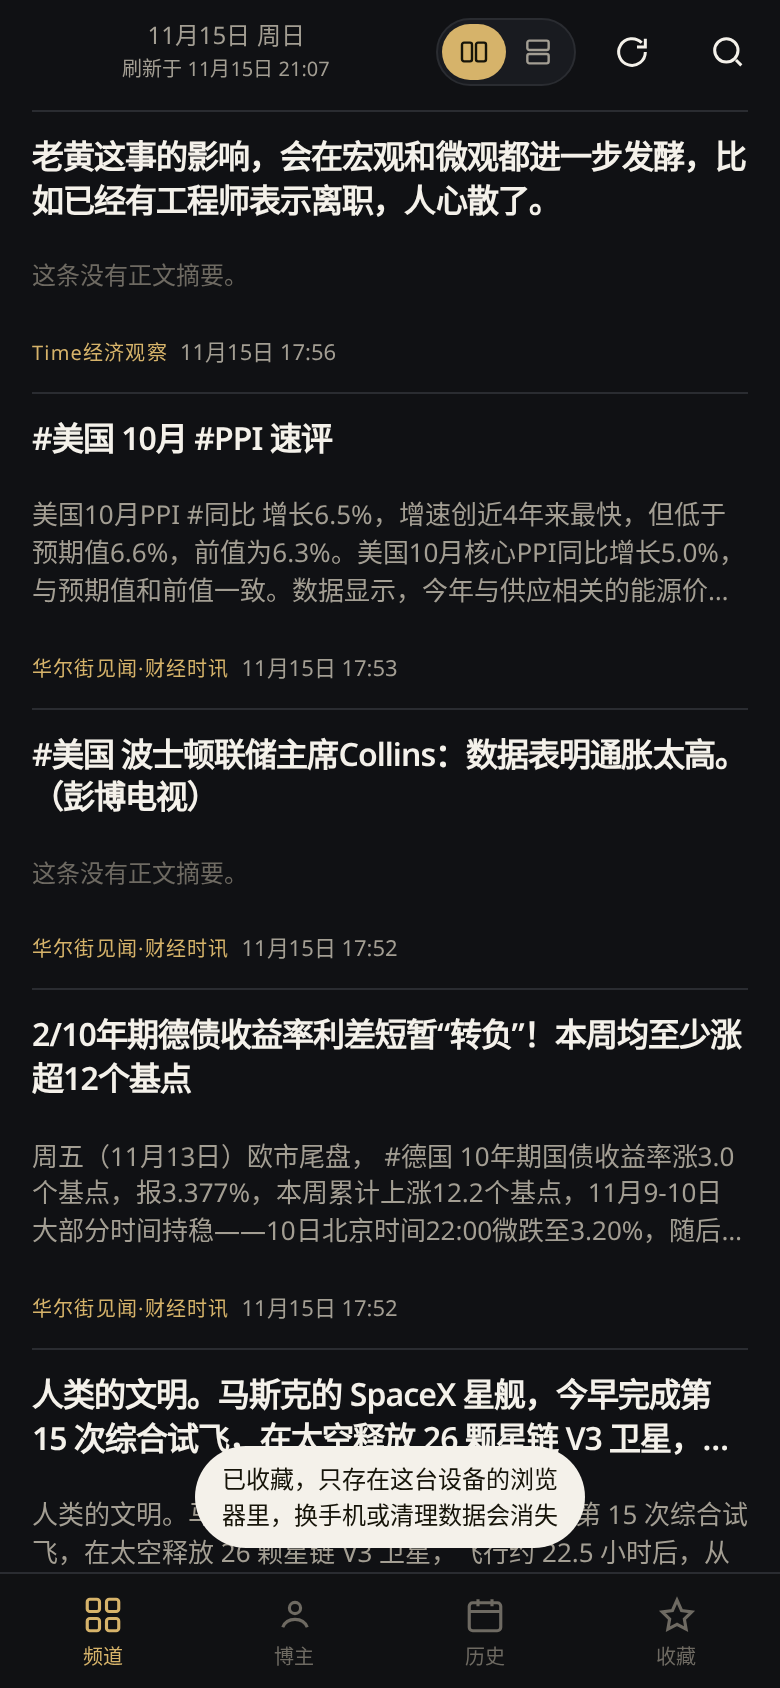 11月15日 周日
刷新于 11月15日 21:07
老黄这事的影响，会在宏观和微观都进一步发酵，比
如已经有工程师表示离职，人心散了。
这条没有正文摘要。
Time经济观察 11月15日 17:56
#美国 10月 #PPI 速评
美国10月PPI #同比 增长6.5%，增速创近4年来最快，但低于
预期值6.6%，前值为6.3%。美国10月核心PPI同比增长5.0%，
与预期值和前值一致。数据显示，今年与供应相关的能源价...
华尔街见闻·财经时讯 11月15日 17:53
#美国 波士顿联储主席Collins：数据表明通胀太高。
（彭博电视）
这条没有正文摘要。
华尔街见闻·财经时讯 11月15日 17:52
2/10年期德债收益率利差短暂“转负”！本周均至少涨
超12个基点
周五（11月13日）欧市尾盘， #德国 10年期国债收益率涨3.0
个基点，报3.377%，本周累计上涨12.2个基点，11月9-10日
大部分时间持稳——10日北京时间22:00微跌至3.20%，随后...
华尔街见闻·财经时讯 11月15日 17:52
人类的文明。马斯克的 SpaceX 星舰，今早完成第
15 次综合试飞，在太空释放 26 颗星链 V3 卫星，...
已收藏，只存在这台设备的浏览
器里，换手机或清理数据会消失
人类的文明。 第 15 次综合试
飞，在太空释放 26 颗星链 V3 卫星， 飞行约 22.5 小时后，从
频道
博主
历史
收藏